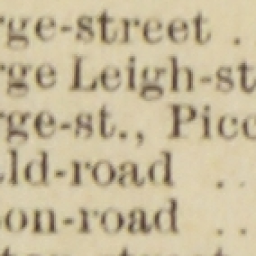 rge-street ..
rge Leigh-st
rge-st., Picc
ld-road ..
on-road ..